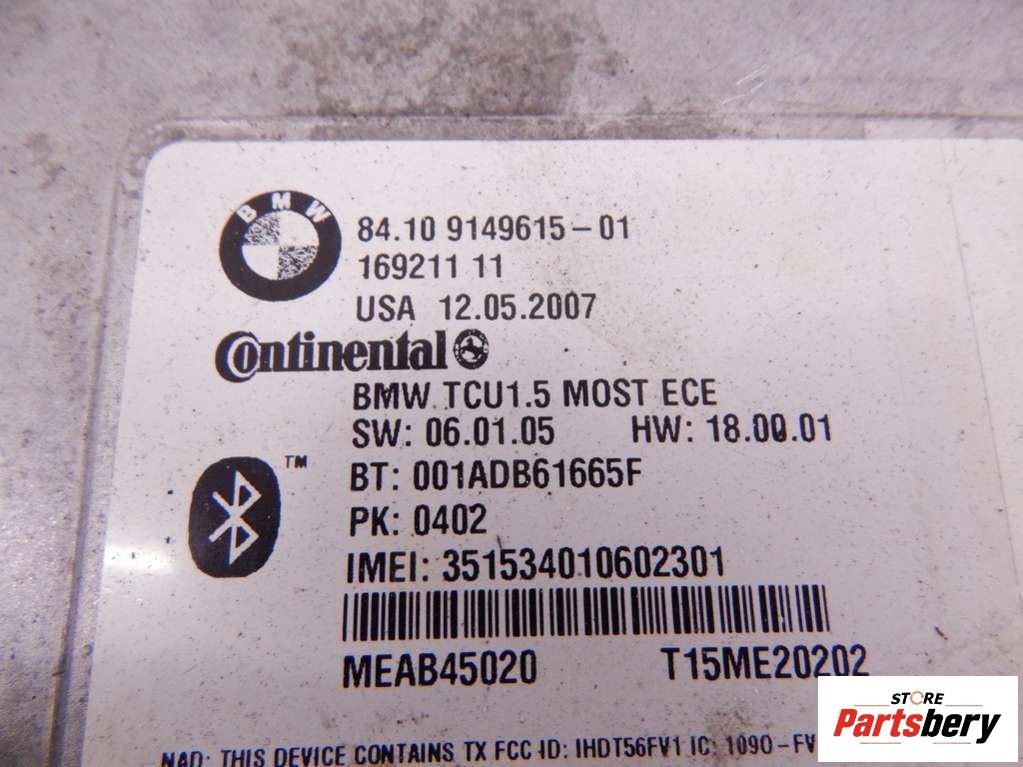 BMW
84.10 9149615-01
169211 11
USA 12.05.2007
Continental
BMW TCU1.5 MOST ECE
SW: 06.01.05 HW: 18.00.01
TM
BT: 001ADB61665F
PK: 0402
IMEI: 351534010602301
MEAB45020 T15ME20202
NAD: THIS DEVICE CONTAINS TX FCC ID: IHDT56FV1 IC: 1090-FV
STORE
Partsbery